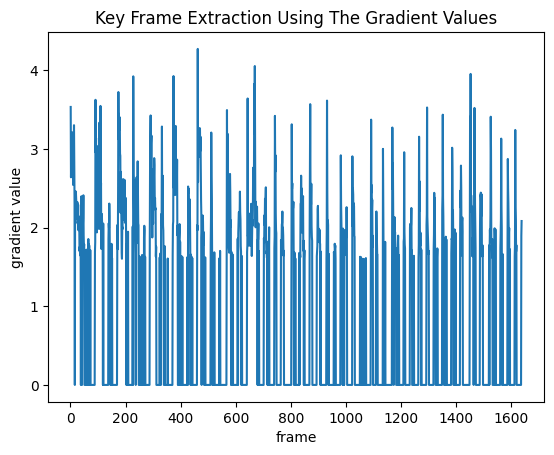 Key Frame Extraction Using The Gradient Values
gradient value
4
3
2
1
0
0 200 400 600 800 1000 1200 1400 1600
frame